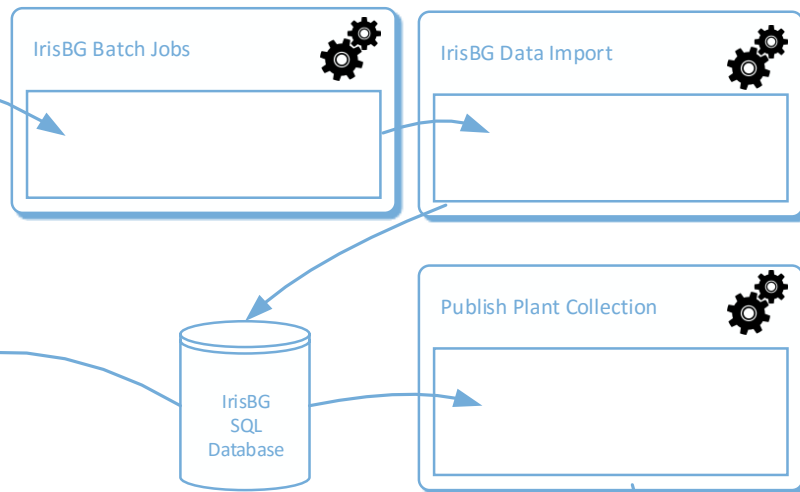 IrisBG Batch Jobs
IrisBG Data Import
Publish Plant Collection
IrisBG
SQL
Database